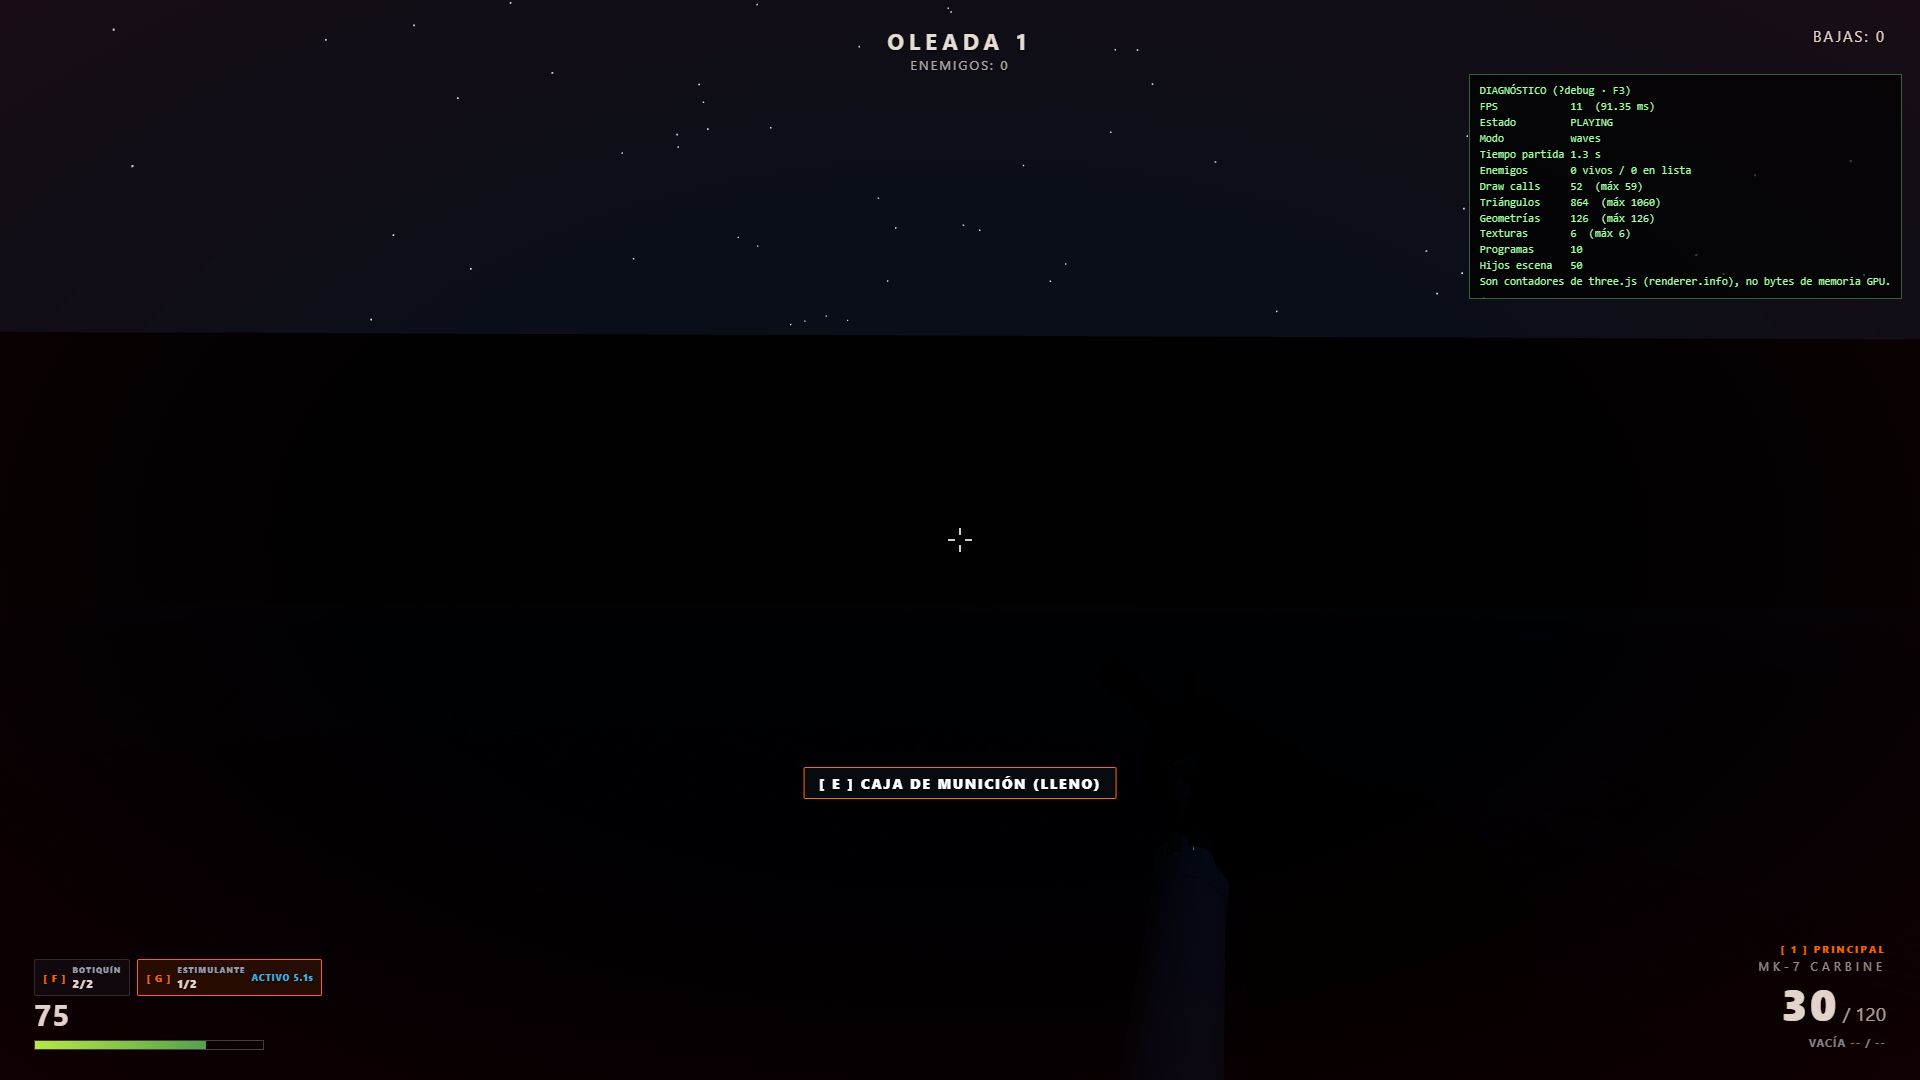 OLEADA 1
ENEMIGOS: 0
BAJAS: 0
DIAGNÓSTICO (?debug · F3)
FPS 11 (91.35 ms)
Estado PLAYING
Modo waves
Tiempo partida 1.3 s
Enemigos 0 vivos / 0 en lista
Draw calls 52 (máx 59)
Triángulos 864 (máx 1060)
Geometrías 126 (máx 126)
Texturas 6 (máx 6)
Programas 10
Hijos escena 50
Son contadores de three.js (renderer.info), no bytes de memoria GPU.
[ E ] CAJA DE MUNICIÓN (LLENO)
[ F ] BOTIQUÍN 2/2
[ G ] ESTIMULANTE 1/2 ACTIVO 5.1s
75
[ 1 ] PRINCIPAL
MK-7 CARBINE
30 / 120
VACÍA -- / --